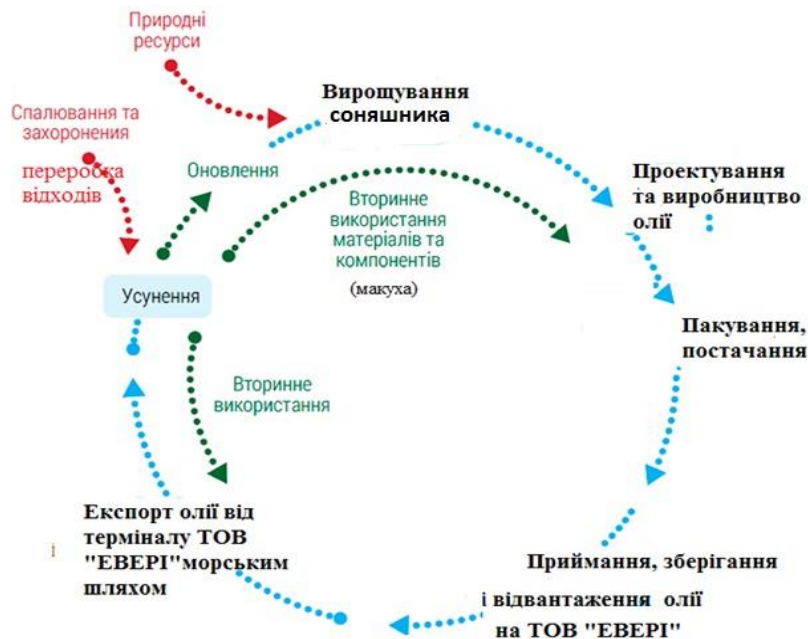 Природні
ресурси
Вирощування
соняшника
Спалювання та
захоронення
переробка
відходів
Оновлення
Вторинне
використання
матеріалів та
компонентів
(макуха)
Проектування
та виробництво
олії
Усунення
Пакування,
постачання
Вторинне
використання
Експорт олії від
терміналу ТОВ
"ЕВЕРІ"морським
шляхом
і
Приймання, зберігання
і відвантаження олії
на ТОВ "ЕВЕРІ"